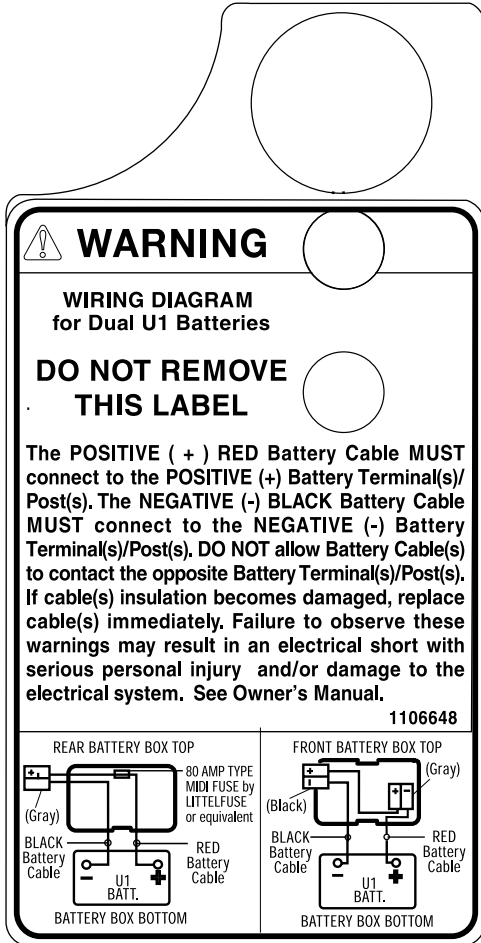 WARNING
WIRING DIAGRAM
for Dual U1 Batteries
DO NOT REMOVE
THIS LABEL
The POSITIVE ( + ) RED Battery Cable MUST
connect to the POSITIVE (+) Battery Terminal(s)/
Post(s). The NEGATIVE (-) BLACK Battery Cable
MUST connect to the NEGATIVE (-) Battery
Terminal(s)/Post(s). DO NOT allow Battery Cable(s)
to contact the opposite Battery Terminal(s)/Post(s).
If cable(s) insulation becomes damaged, replace
cable(s) immediately. Failure to observe these
warnings may result in an electrical short with
serious personal injury and/or damage to the
electrical system. See Owner's Manual.
1106648
REAR BATTERY BOX TOP
+ -
(Gray)
80 AMP TYPE
MIDI FUSE by
LITTELFUSE
or equivalent
BLACK
Battery
Cable
RED
Battery
Cable
- +
U1
BATT.
BATTERY BOX BOTTOM
FRONT BATTERY BOX TOP
+
-
(Black)
+ -
(Gray)
BLACK
Battery
Cable
RED
Battery
Cable
- +
U1
BATT.
BATTERY BOX BOTTOM